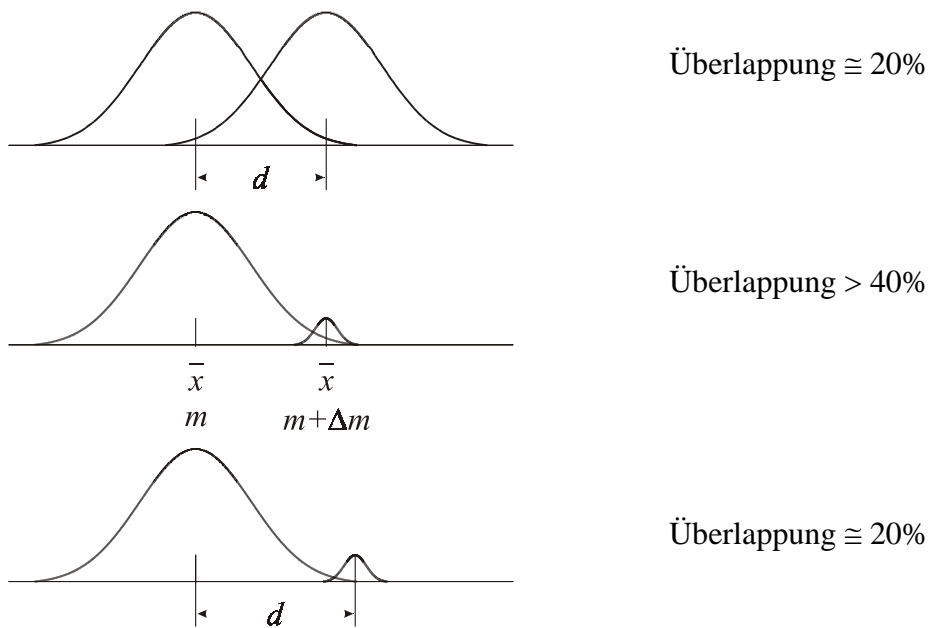 Überlappung ≅ 20%
d
Überlappung > 40%
x̅ x̅
m m+Δm
Überlappung ≅ 20%
d